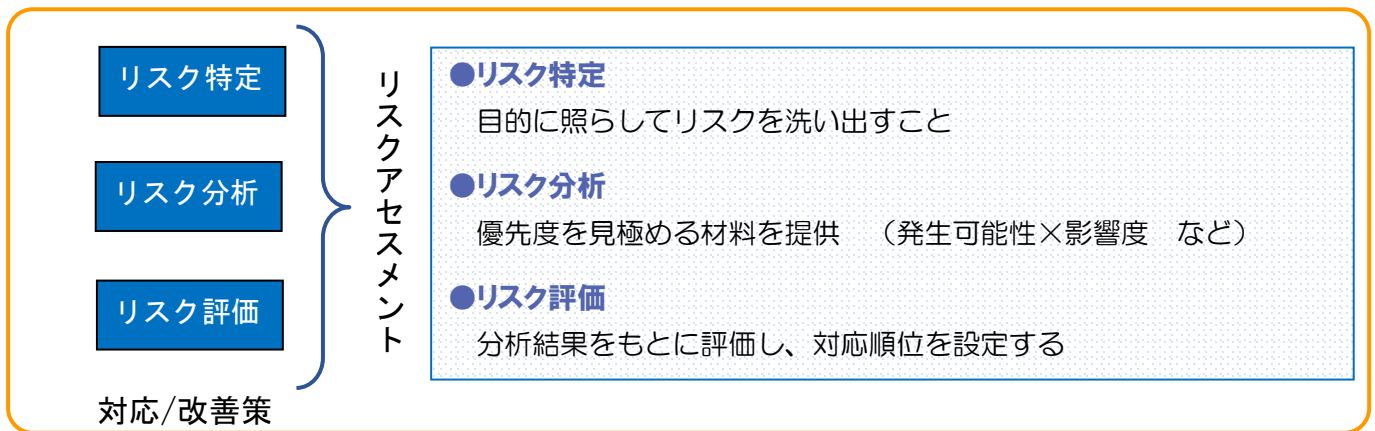 リスク特定
リスク分析
リスク評価
対応/改善策
リスクアセスメント
●リスク特定
目的に照らしてリスクを洗い出すこと
●リスク分析
優先度を見極める材料を提供　（発生可能性×影響度　など）
●リスク評価
分析結果をもとに評価し、対応順位を設定する